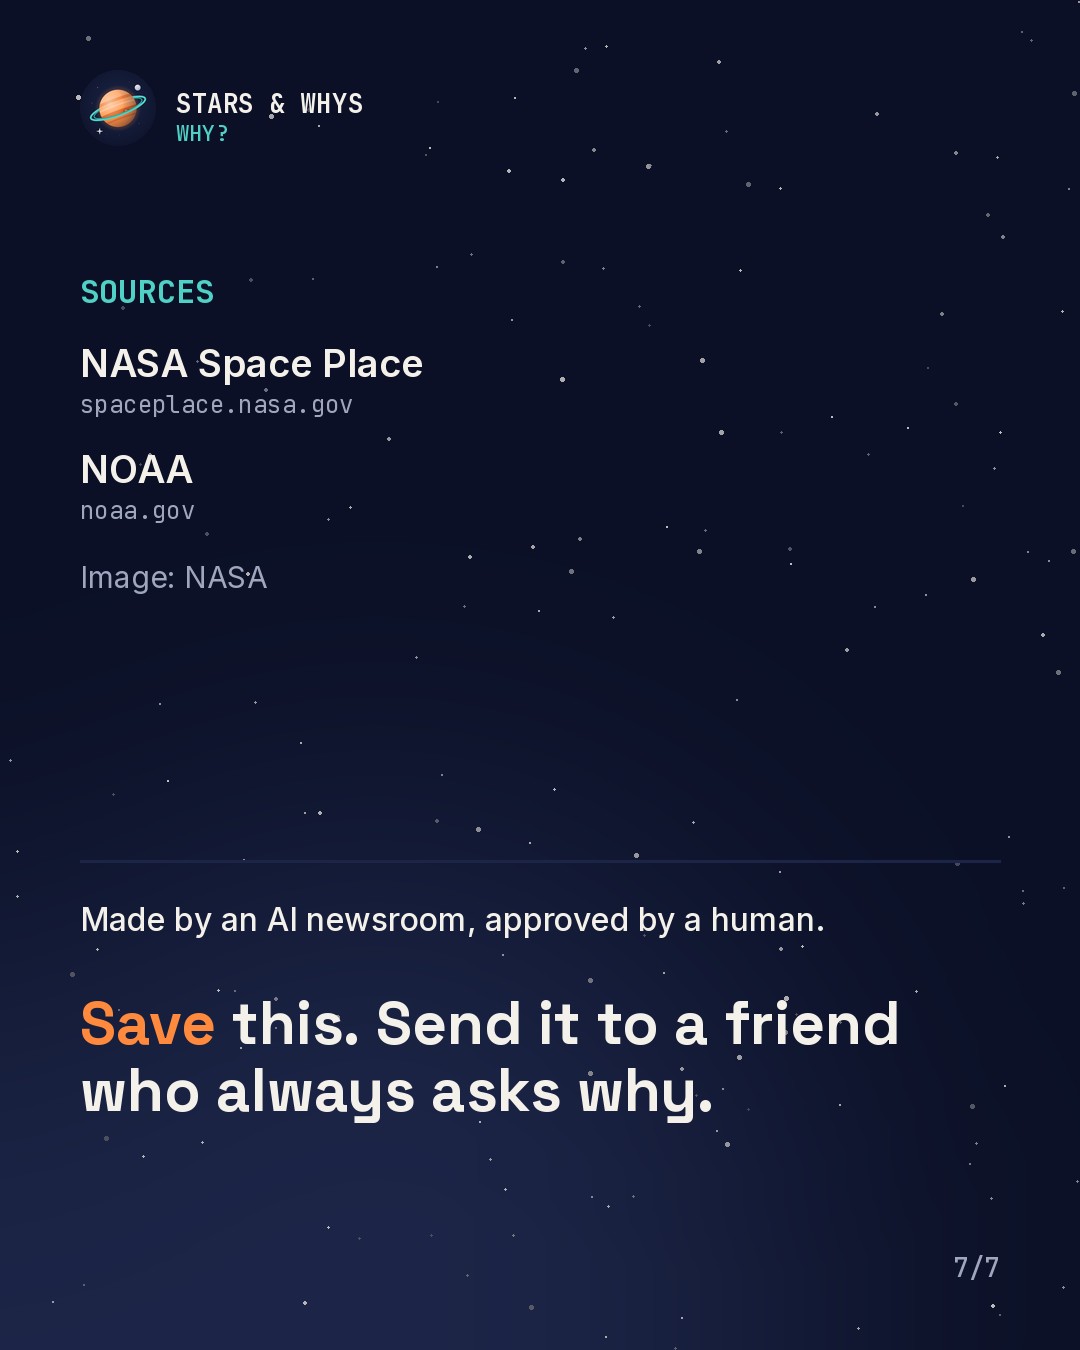 STARS & WHYS
WHY?
SOURCES
NASA Space Place
spaceplace.nasa.gov
NOAA
noaa.gov
Image: NASA
Made by an AI newsroom, approved by a human.
Save this. Send it to a friend
who always asks why.
7/7